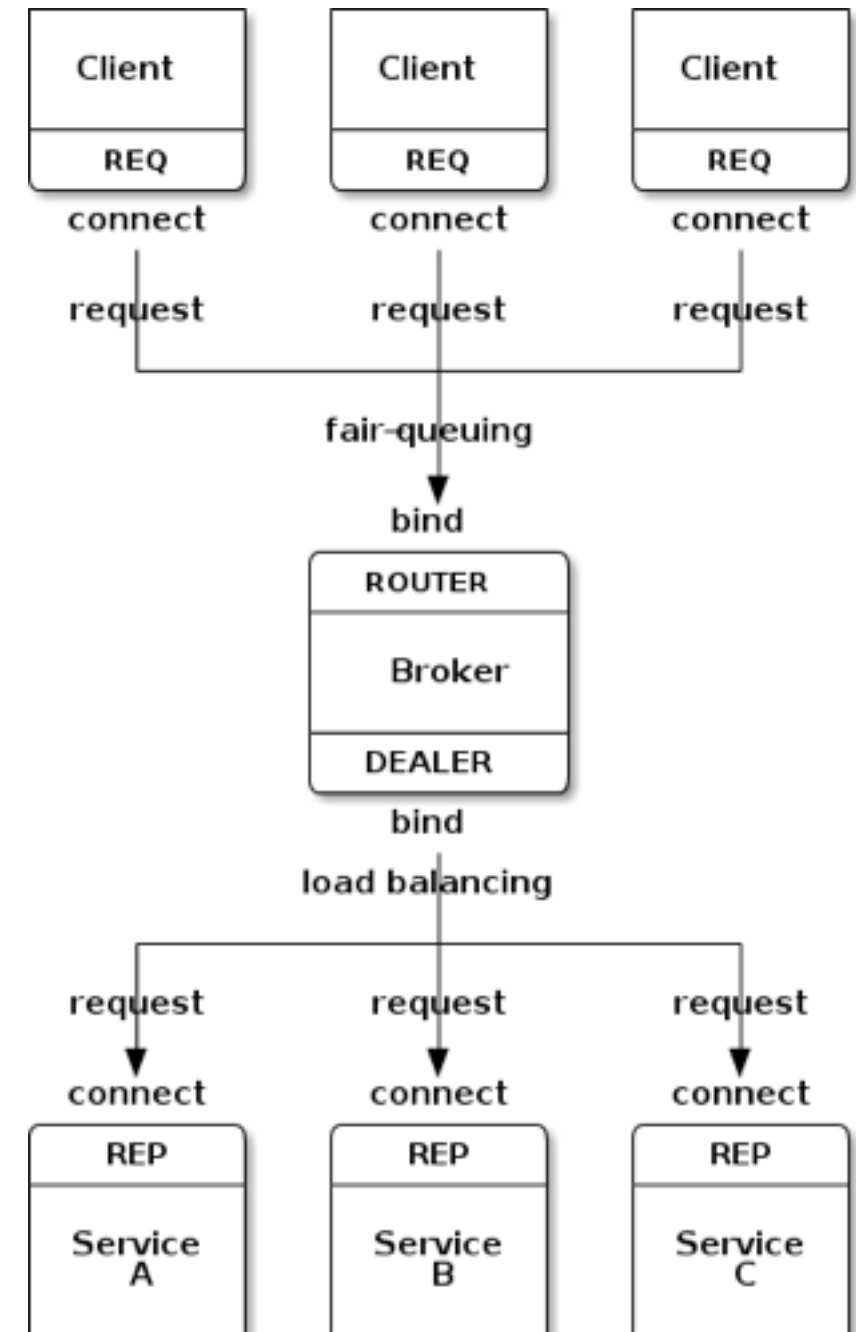 Client Client Client
REQ REQ REQ
connect connect connect
request request request
fair-queuing
bind
ROUTER
Broker
DEALER
bind
load balancing
request request request
connect connect connect
REP REP REP
Service Service Service
A B C